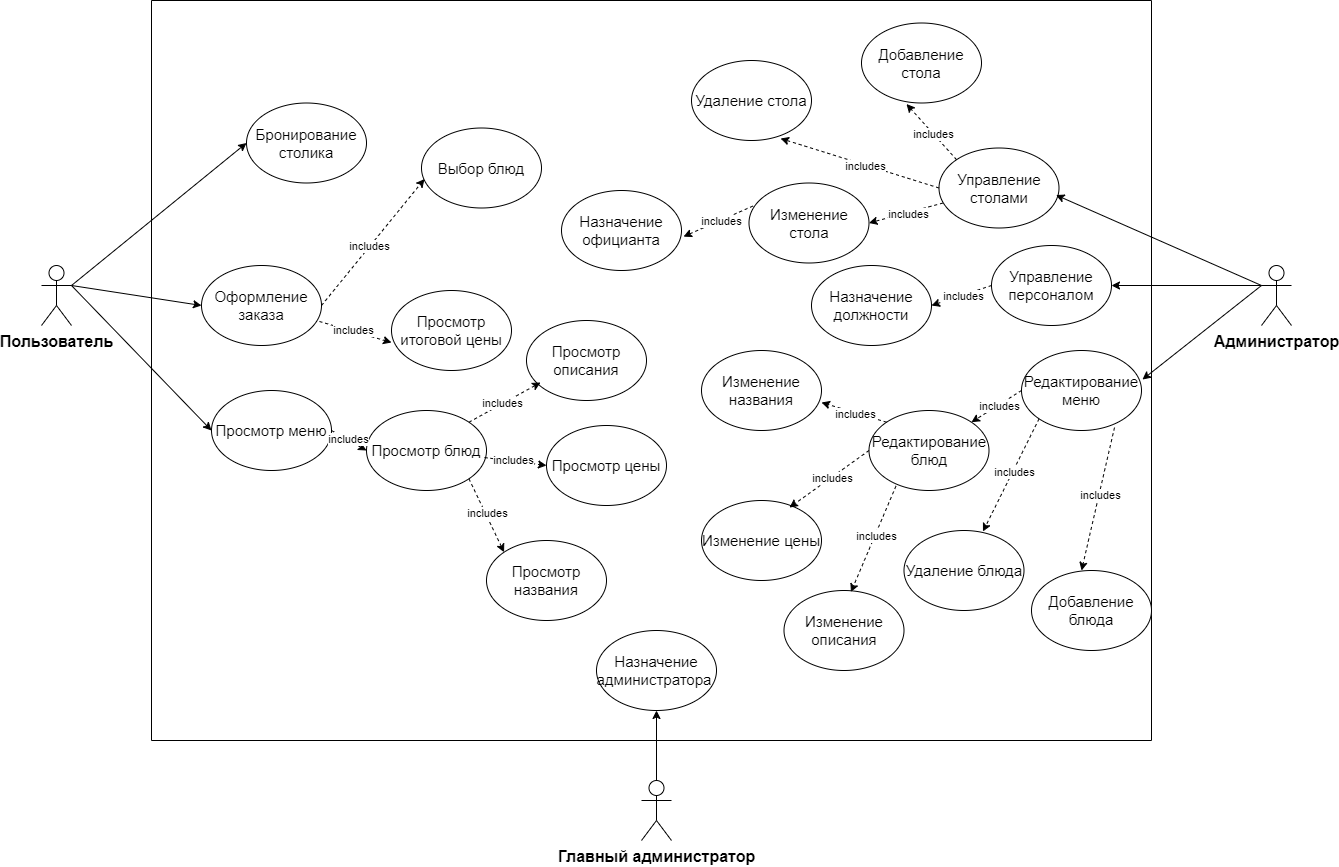 Добавление
стола
Удаление стола
includes
Бронирование
столика
Выбор блюд
includes
Управление
столами
includes
Изменение
стола
includes
Назначение
официанта
includes
Пользователь
Оформление
заказа
includes
includes
Просмотр
итоговой цены
Администратор
Управление
персоналом
includes
Назначение
должности
Просмотр
описания
includes
Просмотр меню
includes
Просмотр блюд
includes
Просмотр цены
includes
Просмотр
названия
Редактирование
меню
includes
Изменение
названия
includes
Редактирование
блюд
includes
Изменение цены
includes
Изменение
описания
includes
Удаление блюда
includes
Добавление
блюда
Назначение
администратора
Главный администратор